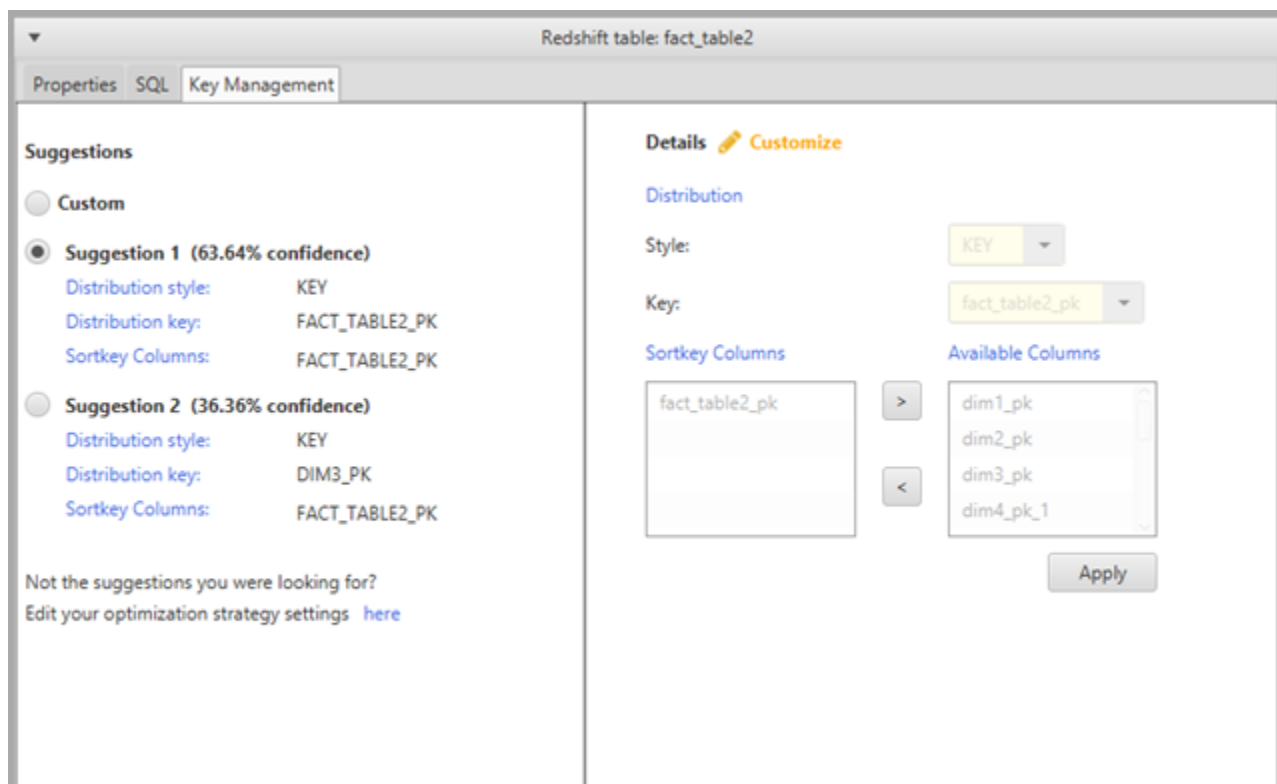 Redshift table: fact_table2
Properties SQL Key Management
Suggestions
Custom
Suggestion 1 (63.64% confidence)
Distribution style: KEY
Distribution key: FACT_TABLE2_PK
Sortkey Columns: FACT_TABLE2_PK
Suggestion 2 (36.36% confidence)
Distribution style: KEY
Distribution key: DIM3_PK
Sortkey Columns: FACT_TABLE2_PK
Not the suggestions you were looking for?
Edit your optimization strategy settings here
Details Customize
Distribution
Style: KEY
Key: fact_table2_pk
Sortkey Columns Available Columns
fact_table2_pk > dim1_pk
dim2_pk
< dim3_pk
dim4_pk_1
Apply